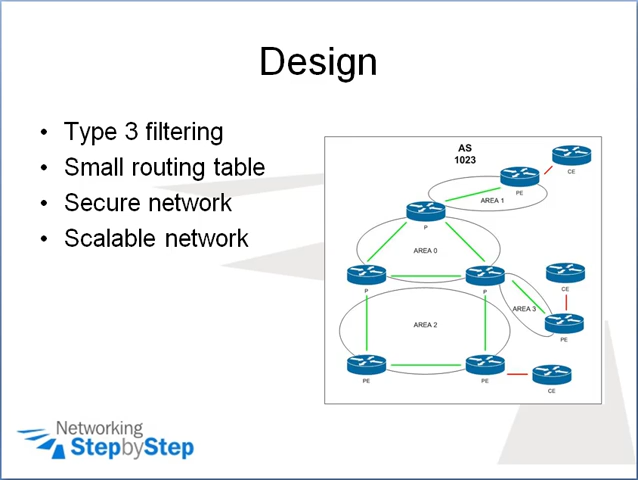 Design
• Type 3 filtering
• Small routing table
• Secure network
• Scalable network
AS
1023
CE
PE
AREA 1
P
AREA 0
P
P
CE
AREA 3
PE
AREA 2
PE
PE
CE
Networking
StepbyStep